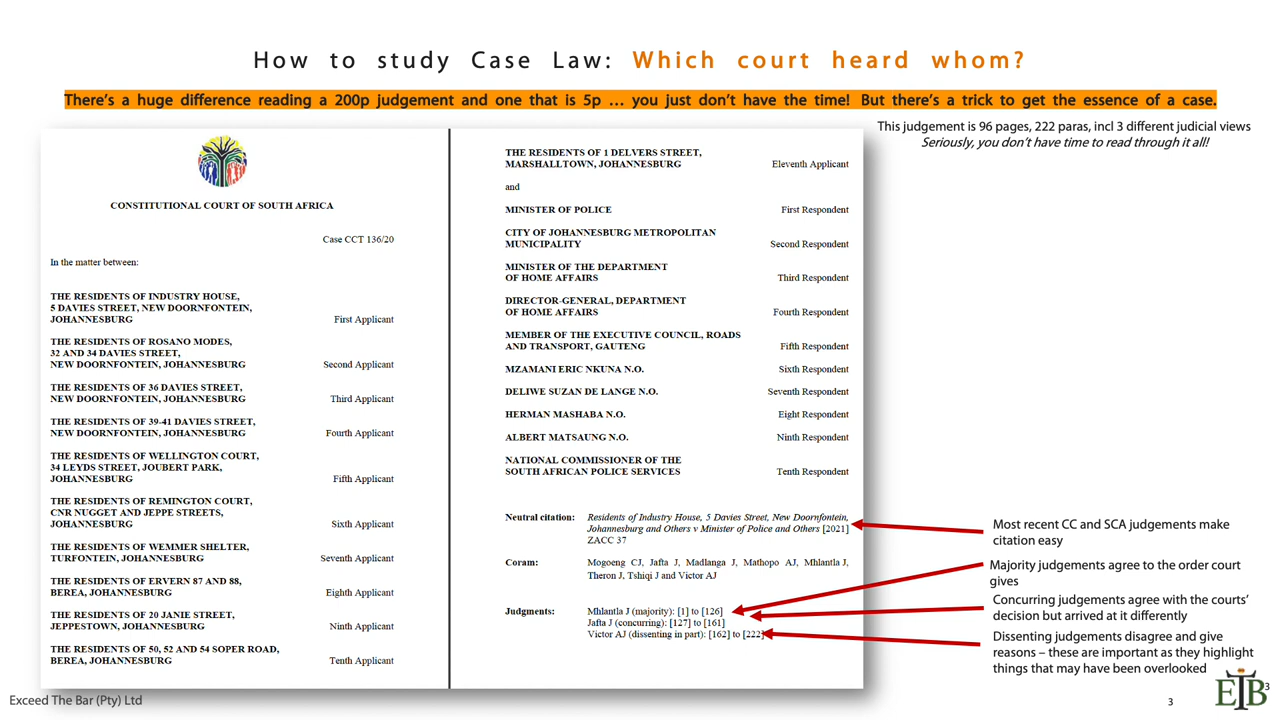 How to study Case Law: Which court heard whom?
There's a huge difference reading a 200p judgement and one that is 5p … you just don't have the time! But there's a trick to get the essence of a case.
This judgement is 96 pages, 222 paras, incl 3 different judicial views
Seriously, you don't have time to read through it all!
CONSTITUTIONAL COURT OF SOUTH AFRICA
Case CCT 136/20
In the matter between:
THE RESIDENTS OF INDUSTRY HOUSE,
5 DAVIES STREET, NEW DOORNFONTEIN,
JOHANNESBURG First Applicant
THE RESIDENTS OF ROSANO MODES,
32 AND 34 DAVIES STREET,
NEW DOORNFONTEIN, JOHANNESBURG Second Applicant
THE RESIDENTS OF 36 DAVIES STREET,
NEW DOORNFONTEIN, JOHANNESBURG Third Applicant
THE RESIDENTS OF 39-41 DAVIES STREET,
NEW DOORNFONTEIN, JOHANNESBURG Fourth Applicant
THE RESIDENTS OF WELLINGTON COURT,
34 LEYDS STREET, JOUBERT PARK,
JOHANNESBURG Fifth Applicant
THE RESIDENTS OF REMINGTON COURT,
CNR NUGGET AND JEPPE STREETS,
JOHANNESBURG Sixth Applicant
THE RESIDENTS OF WEMMER SHELTER,
TURFONTEIN, JOHANNESBURG Seventh Applicant
THE RESIDENTS OF ERVERN 87 AND 88,
BEREA, JOHANNESBURG Eighth Applicant
THE RESIDENTS OF 20 JANIE STREET,
JEPPESTOWN, JOHANNESBURG Ninth Applicant
THE RESIDENTS OF 50, 52 AND 54 SOPER ROAD,
BEREA, JOHANNESBURG Tenth Applicant
THE RESIDENTS OF 1 DELVERS STREET,
MARSHALLTOWN, JOHANNESBURG Eleventh Applicant
and
MINISTER OF POLICE First Respondent
CITY OF JOHANNESBURG METROPOLITAN
MUNICIPALITY Second Respondent
MINISTER OF THE DEPARTMENT
OF HOME AFFAIRS Third Respondent
DIRECTOR-GENERAL, DEPARTMENT
OF HOME AFFAIRS Fourth Respondent
MEMBER OF THE EXECUTIVE COUNCIL, ROADS
AND TRANSPORT, GAUTENG Fifth Respondent
MZAMANI ERIC NKUNA N.O. Sixth Respondent
DELIWE SUZAN DE LANGE N.O. Seventh Respondent
HERMAN MASHABA N.O. Eight Respondent
ALBERT MATSAUNG N.O. Ninth Respondent
NATIONAL COMMISSIONER OF THE
SOUTH AFRICAN POLICE SERVICES Tenth Respondent
Neutral citation: Residents of Industry House, 5 Davies Street, New Doornfontein,
Johannesburg and Others v Minister of Police and Others [2021]
ZACC 37
Coram: Mogoeng CJ, Jafta J, Madlanga J, Mathopo AJ, Mhlantla J,
Theron J, Tshiqi J and Victor AJ
Judgments: Mhlantla J (majority): [1] to [126]
Jafta J (concurring): [127] to [161]
Victor AJ (dissenting in part): [162] to [222]
Most recent CC and SCA judgements make
citation easy
Majority judgements agree to the order court
gives
Concurring judgements agree with the courts'
decision but arrived at it differently
Dissenting judgements disagree and give
reasons – these are important as they highlight
things that may have been overlooked
Exceed The Bar (Pty) Ltd
3
ETB
3